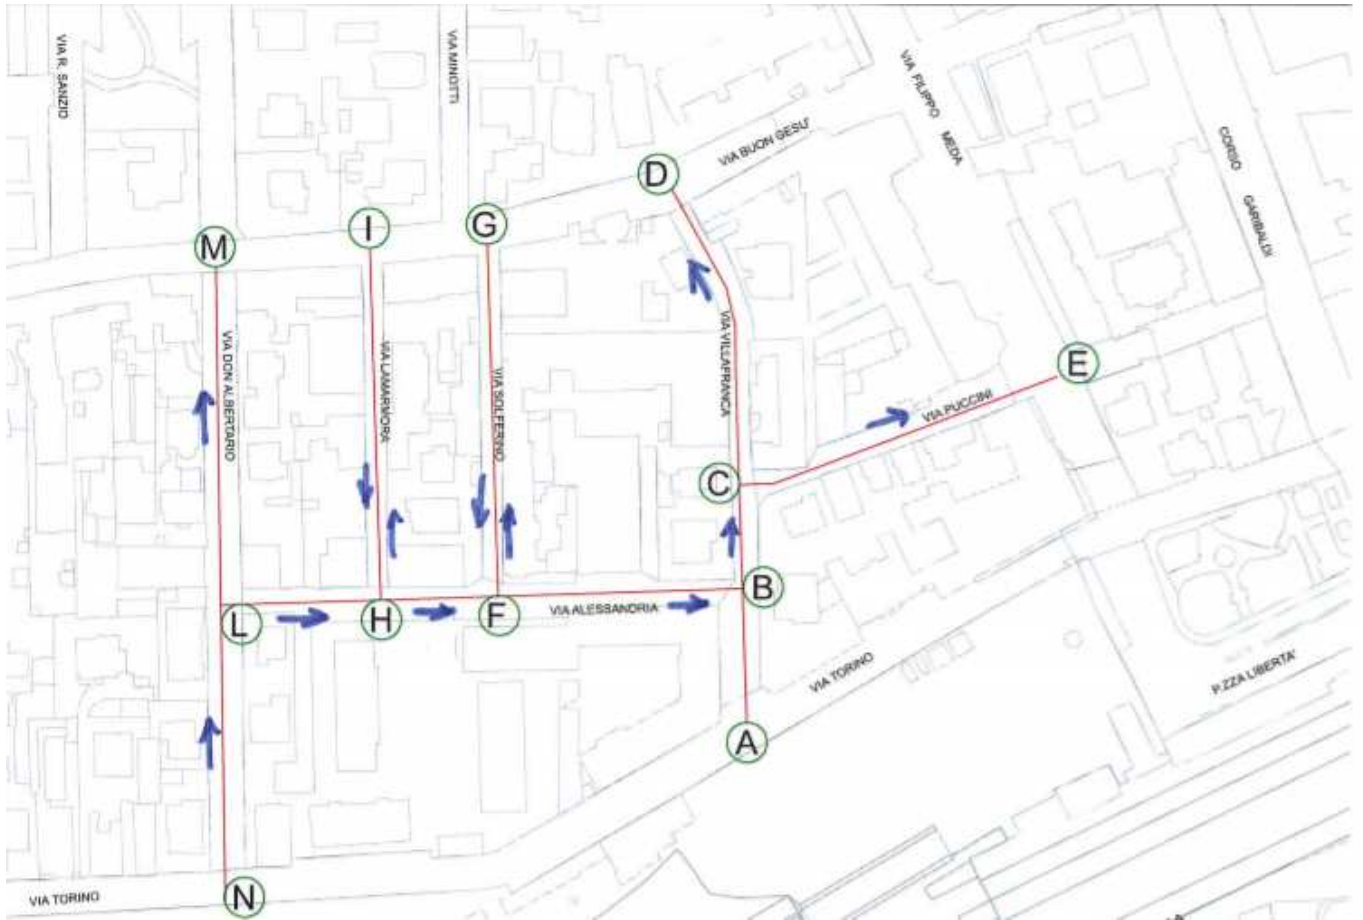 VIA R. SANZIO
VIA MINOTTI
VIA FILIPPO MEDA
CORSO GARIBALDI
VIA BUON GESU'
D
G
I
M
VIA DON ALBERTARIO
VIA LAMARMORA
VIA SOLFERINO
VIA VILLAFRANCA
E
VIA PUCCINI
C
B
L
H
F
VIA ALESSANDRIA
VIA TORINO
P.ZZA LIBERTA'
A
VIA TORINO
N